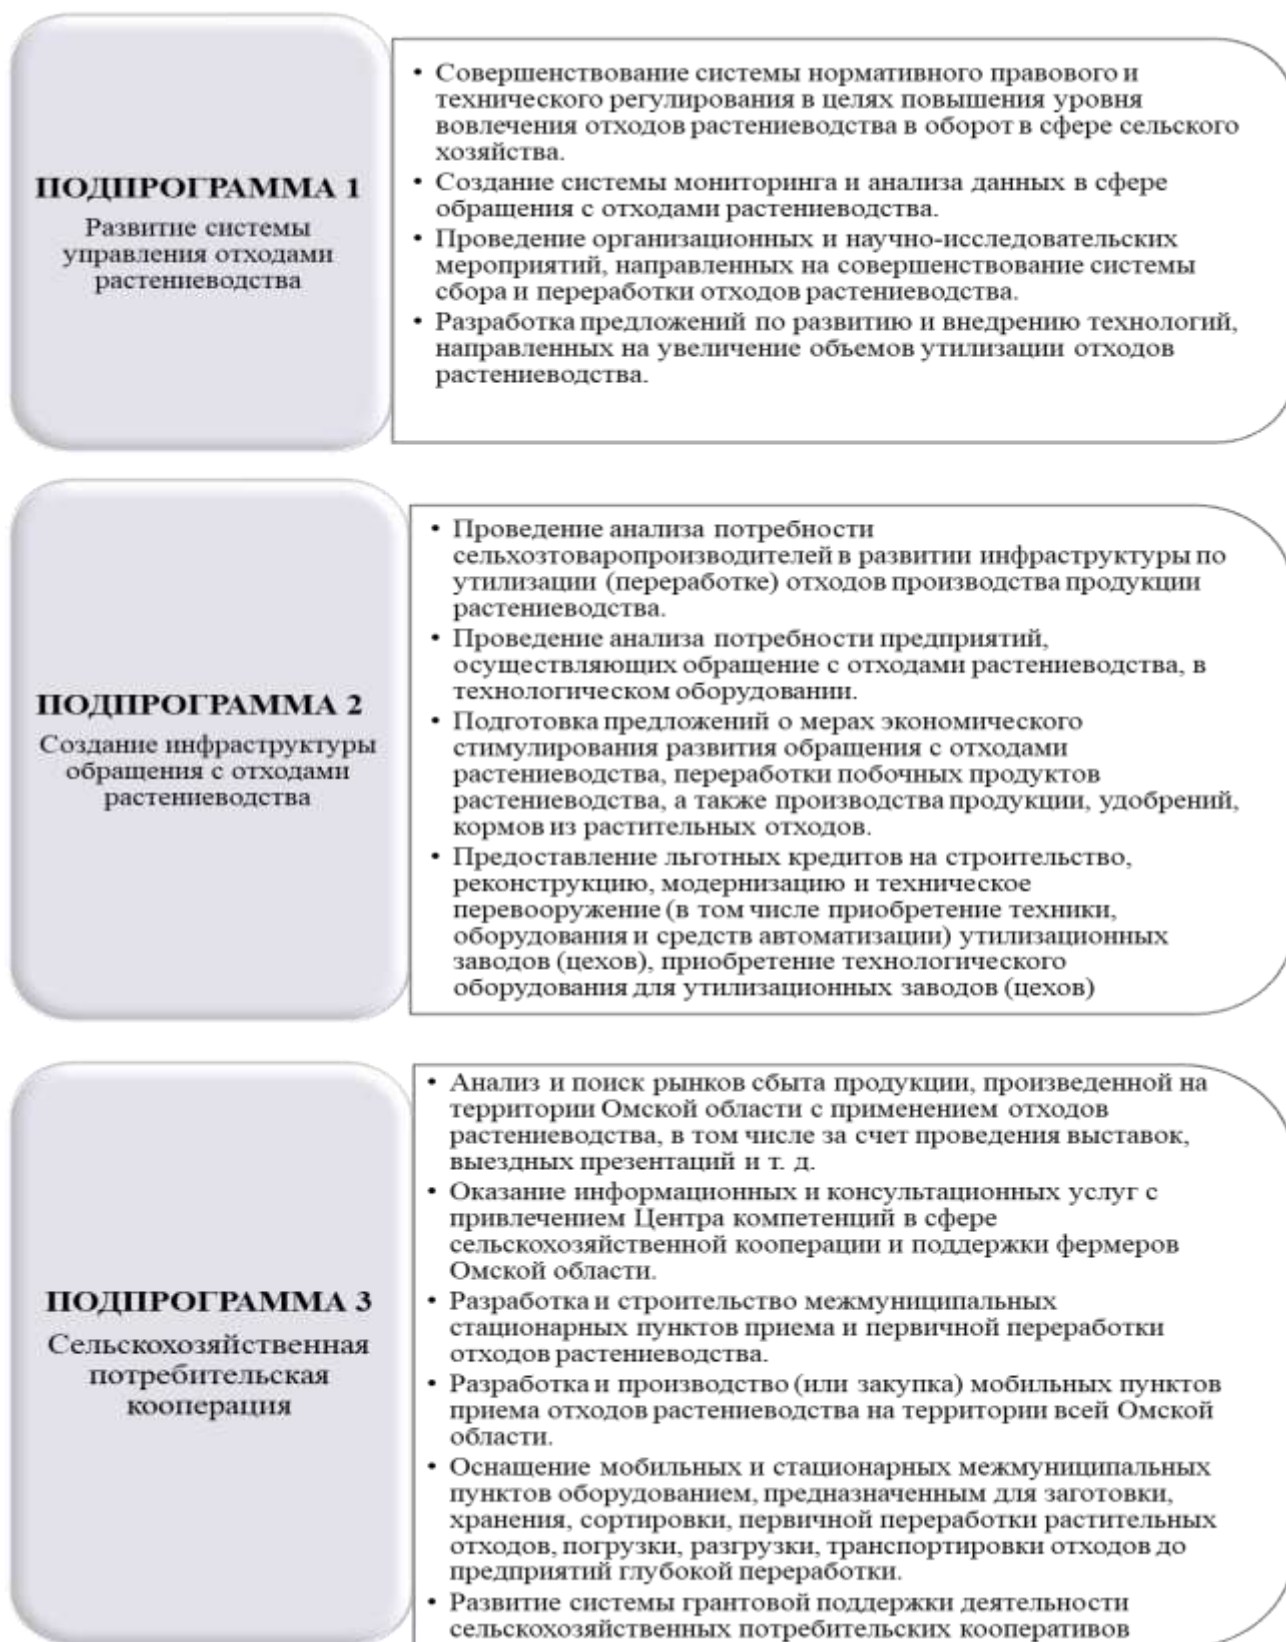 ПОДПРОГРАММА 1
Развитие системы
управления отходами
растениеводства
• Совершенствование системы нормативного правового и
технического регулирования в целях повышения уровня
вовлечения отходов растениеводства в оборот в сфере сельского
хозяйства.
• Создание системы мониторинга и анализа данных в сфере
обращения с отходами растениеводства.
• Проведение организационных и научно-исследовательских
мероприятий, направленных на совершенствование системы
сбора и переработки отходов растениеводства.
• Разработка предложений по развитию и внедрению технологий,
направленных на увеличение объемов утилизации отходов
растениеводства.
ПОДПРОГРАММА 2
Создание инфраструктуры
обращения с отходами
растениеводства
• Проведение анализа потребности
сельхозтоваропроизводителей в развитии инфраструктуры по
утилизации (переработке) отходов производства продукции
растениеводства.
• Проведение анализа потребности предприятий,
осуществляющих обращение с отходами растениеводства, в
технологическом оборудовании.
• Подготовка предложений о мерах экономического
стимулирования развития обращения с отходами
растениеводства, переработки побочных продуктов
растениеводства, а также производства продукции, удобрений,
кормов из растительных отходов.
• Предоставление льготных кредитов на строительство,
реконструкцию, модернизацию и техническое
перевооружение (в том числе приобретение техники,
оборудования и средств автоматизации) утилизационных
заводов (цехов), приобретение технологического
оборудования для утилизационных заводов (цехов)
ПОДПРОГРАММА 3
Сельскохозяйственная
потребительская
кооперация
• Анализ и поиск рынков сбыта продукции, произведенной на
территории Омской области с применением отходов
растениеводства, в том числе за счет проведения выставок,
выездных презентаций и т. д.
• Оказание информационных и консультационных услуг с
привлечением Центра компетенций в сфере
сельскохозяйственной кооперации и поддержки фермеров
Омской области.
• Разработка и строительство межмуниципальных
стационарных пунктов приема и первичной переработки
отходов растениеводства.
• Разработка и производство (или закупка) мобильных пунктов
приема отходов растениеводства на территории всей Омской
области.
• Оснащение мобильных и стационарных межмуниципальных
пунктов оборудованием, предназначенным для заготовки,
хранения, сортировки, первичной переработки растительных
отходов, погрузки, разгрузки, транспортировки отходов до
предприятий глубокой переработки.
• Развитие системы грантовой поддержки деятельности
сельскохозяйственных потребительских кооперативов